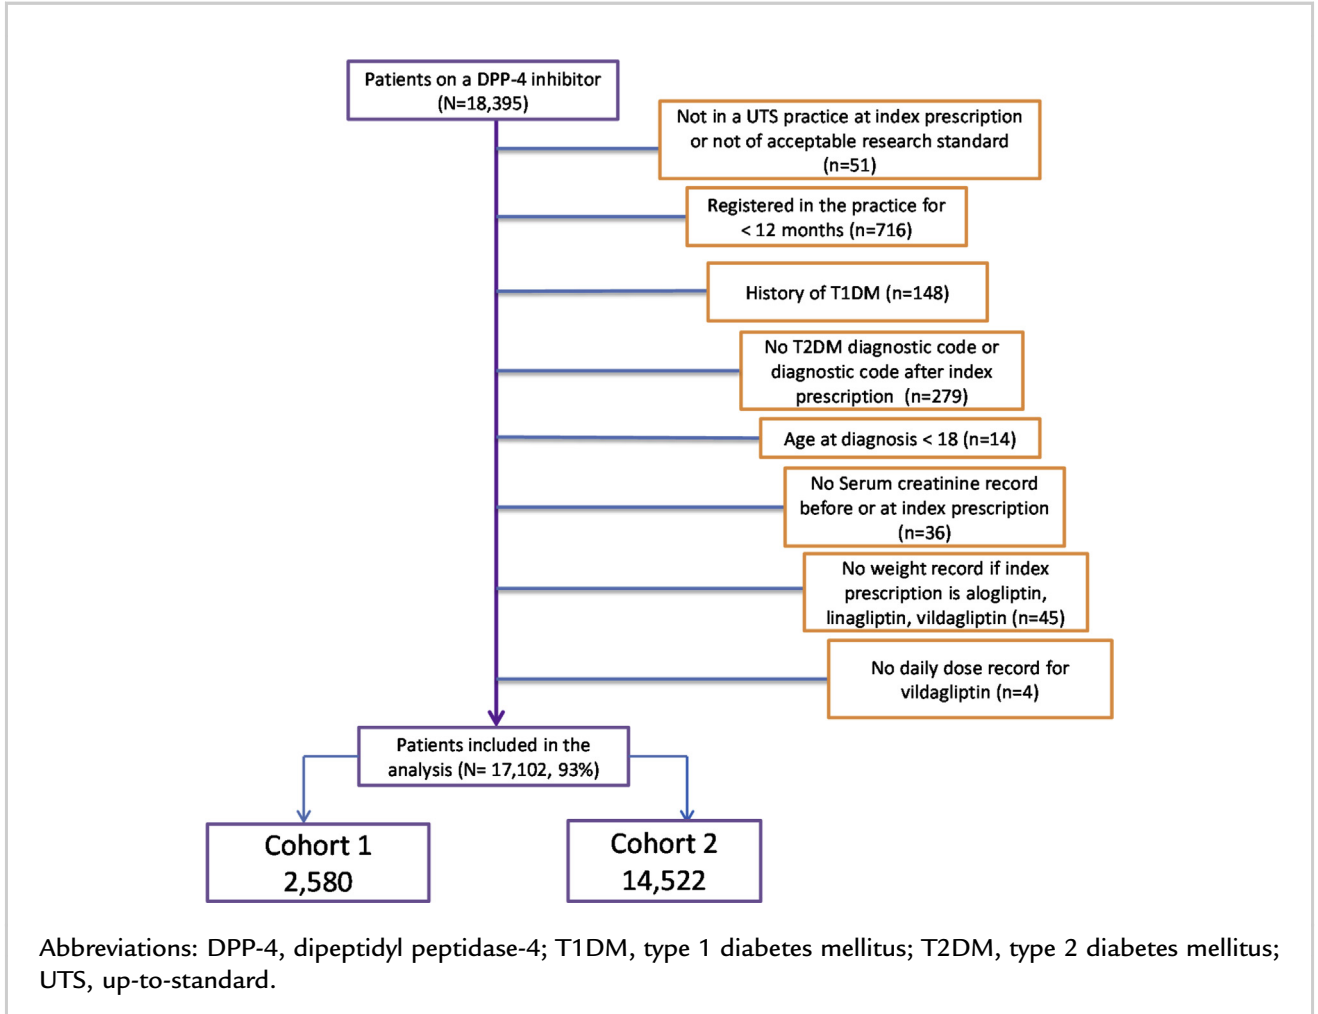 Patients on a DPP-4 inhibitor
(N=18,395)
Not in a UTS practice at index prescription
or not of acceptable research standard
(n=51)
Registered in the practice for
< 12 months (n=716)
History of T1DM (n=148)
No T2DM diagnostic code or
diagnostic code after index
prescription (n=279)
Age at diagnosis < 18 (n=14)
No Serum creatinine record
before or at index prescription
(n=36)
No weight record if index
prescription is alogliptin,
linagliptin, vildagliptin (n=45)
No daily dose record for
vildagliptin (n=4)
Patients included in the
analysis (N= 17,102, 93%)
Cohort 1
2,580
Cohort 2
14,522
Abbreviations: DPP-4, dipeptidyl peptidase-4; T1DM, type 1 diabetes mellitus; T2DM, type 2 diabetes mellitus;
UTS, up-to-standard.